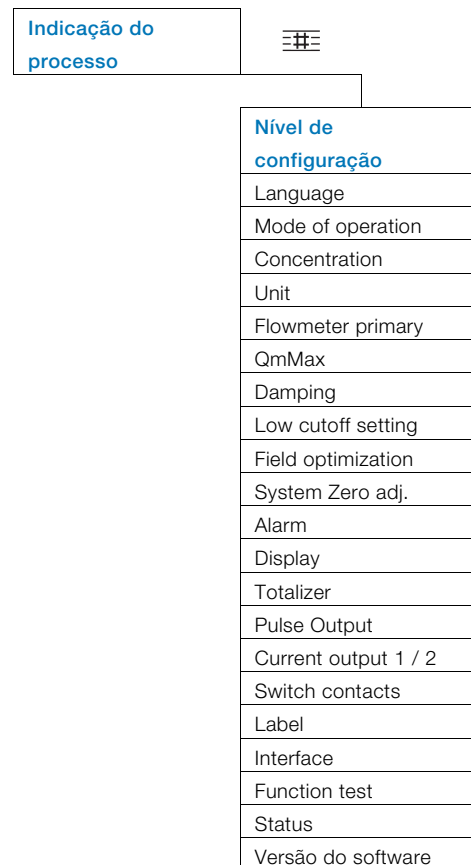 Indicação do
processo
Nível de
configuração
Language
Mode of operation
Concentration
Unit
Flowmeter primary
QmMax
Damping
Low cutoff setting
Field optimization
System Zero adj.
Alarm
Display
Totalizer
Pulse Output
Current output 1 / 2
Switch contacts
Label
Interface
Function test
Status
Versão do software